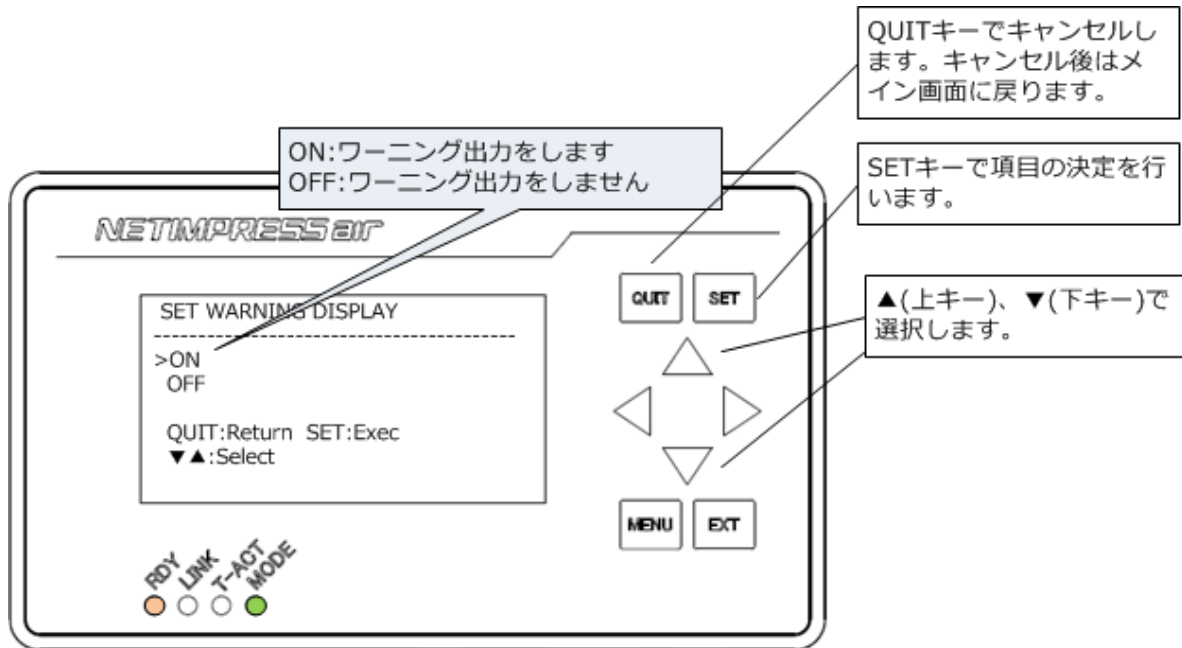 QUITキーでキャンセルし
ます。キャンセル後はメ
イン画面に戻ります。
ON:ワーニング出力をします
OFF:ワーニング出力をしません
SETキーで項目の決定を行
います。
NETIMPRESS air
QUIT SET
▲(上キー)、▼(下キー)で
選択します。
SET WARNING DISPLAY
---------------------------------------------
>ON
OFF
QUIT:Return SET:Exec
▼▲:Select
MENU EXT
RDY
LINK
T-ACT
MODE